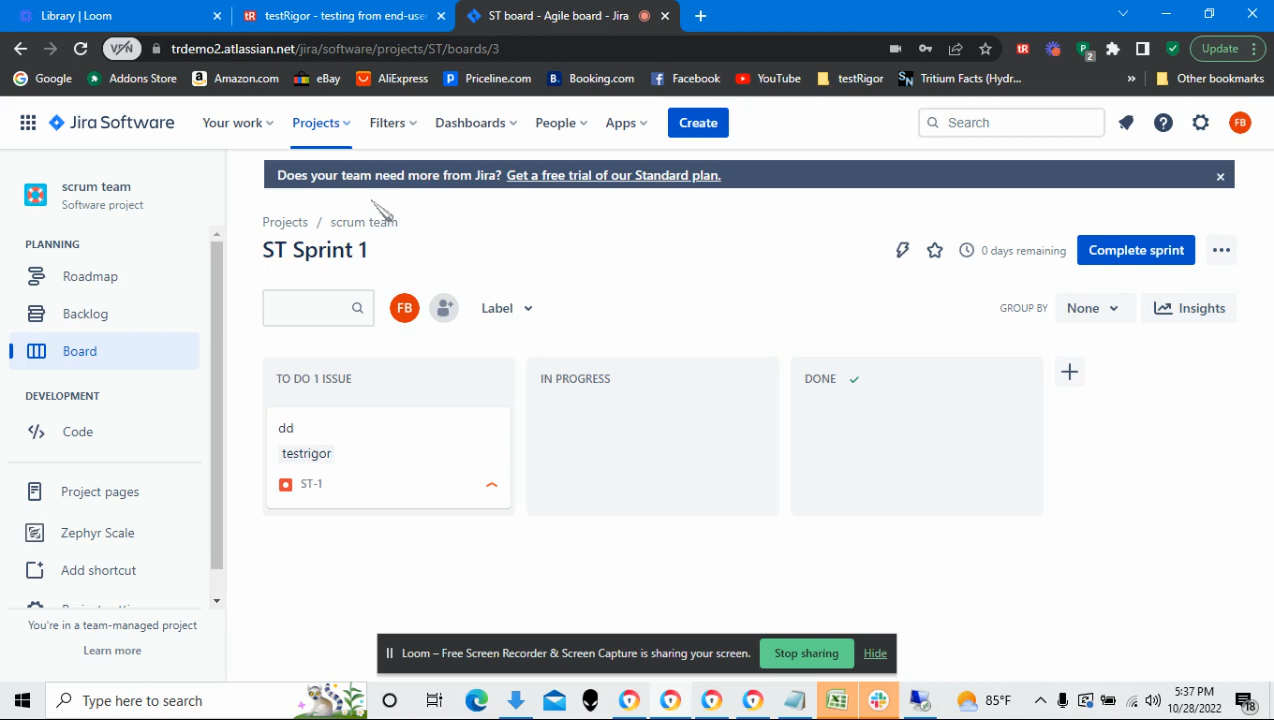 Library | Loom
testRigor - testing from end-use
ST board - Agile board - Jira
VPN
trdemo2.atlassian.net/jira/software/projects/ST/boards/3
tR
P
2
Update
Google
Addons Store
Amazon.com
eBay
AliExpress
Priceline.com
Booking.com
Facebook
YouTube
testRigor
Tritium Facts (Hydr...
»
Other bookmarks
Jira Software
Your work
Projects
Filters
Dashboards
People
Apps
Create
Search
FB
Does your team need more from Jira? Get a free trial of our Standard plan.
scrum team
Software project
Projects / scrum team
ST Sprint 1
0 days remaining
Complete sprint
PLANNING
Roadmap
Backlog
Board
DEVELOPMENT
Code
Project pages
Zephyr Scale
Add shortcut
You're in a team-managed project
Learn more
FB
Label
GROUP BY
None
Insights
TO DO 1 ISSUE
IN PROGRESS
DONE
dd
testrigor
ST-1
Loom – Free Screen Recorder & Screen Capture is sharing your screen.
Stop sharing
Hide
Type here to search
85°F
5:37 PM
10/28/2022
18